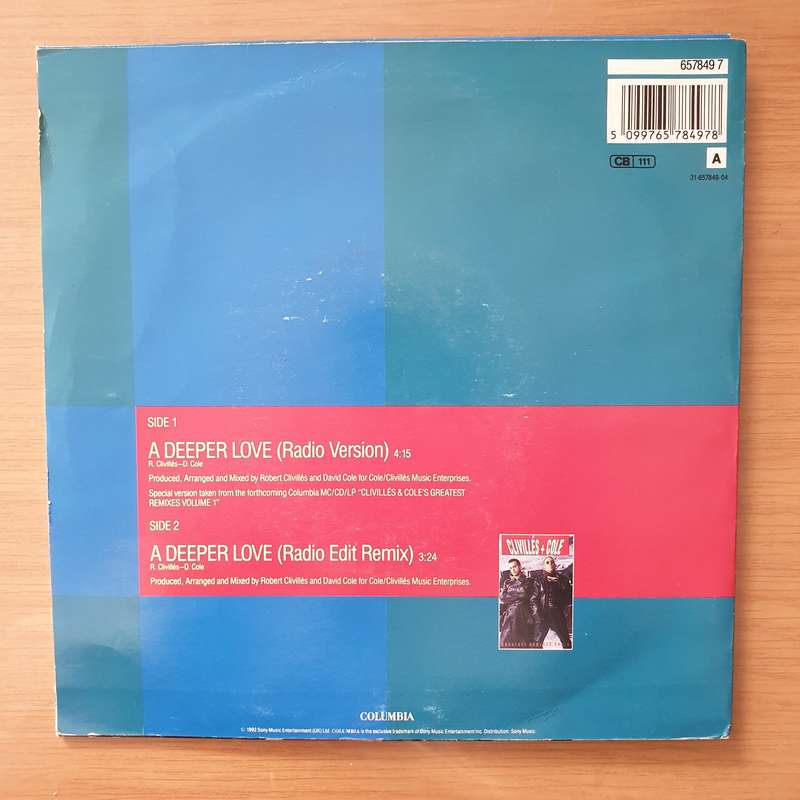 657849 7
5 099765 784978
CB 111
A
31-657849-04
SIDE 1
A DEEPER LOVE (Radio Version) 4:15
R. Clivillés–D. Cole
Produced, Arranged and Mixed by Robert Clivillés and David Cole for Cole/Clivillés Music Enterprises.
Special version taken from the forthcoming Columbia MC/CD/LP "CLIVILLÉS & COLE'S GREATEST
REMIXES VOLUME 1"
SIDE 2
A DEEPER LOVE (Radio Edit Remix) 3:24
R. Clivillés–D. Cole
Produced, Arranged and Mixed by Robert Clivillés and David Cole for Cole/Clivillés Music Enterprises.
CLIVILLÉS + COLE
GREATEST REMIXES
COLUMBIA
© 1992 Sony Music Entertainment (UK) Ltd. COLUMBIA is the exclusive trademark of Sony Music Entertainment Inc. Distribution: Sony Music.